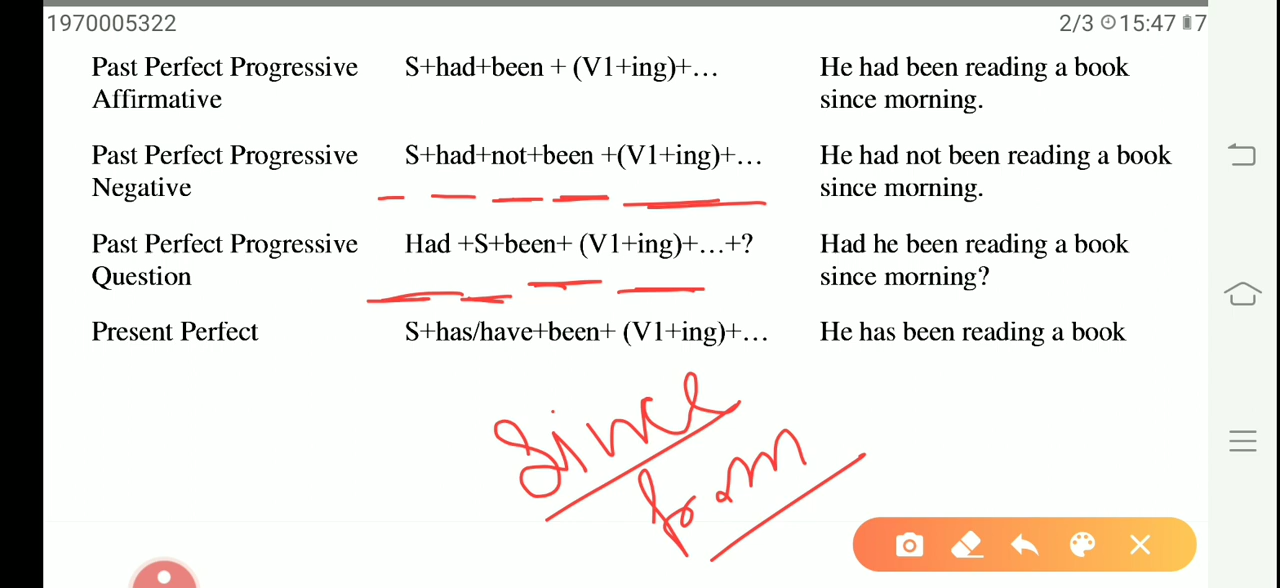 1970005322 2/3 15:47 7
Past Perfect Progressive S+had+been + (V1+ing)+… He had been reading a book
Affirmative since morning.
Past Perfect Progressive S+had+not+been +(V1+ing)+… He had not been reading a book
Negative since morning.
Past Perfect Progressive Had +S+been+ (V1+ing)+…+? Had he been reading a book
Question since morning?
Present Perfect S+has/have+been+ (V1+ing)+… He has been reading a book
Since